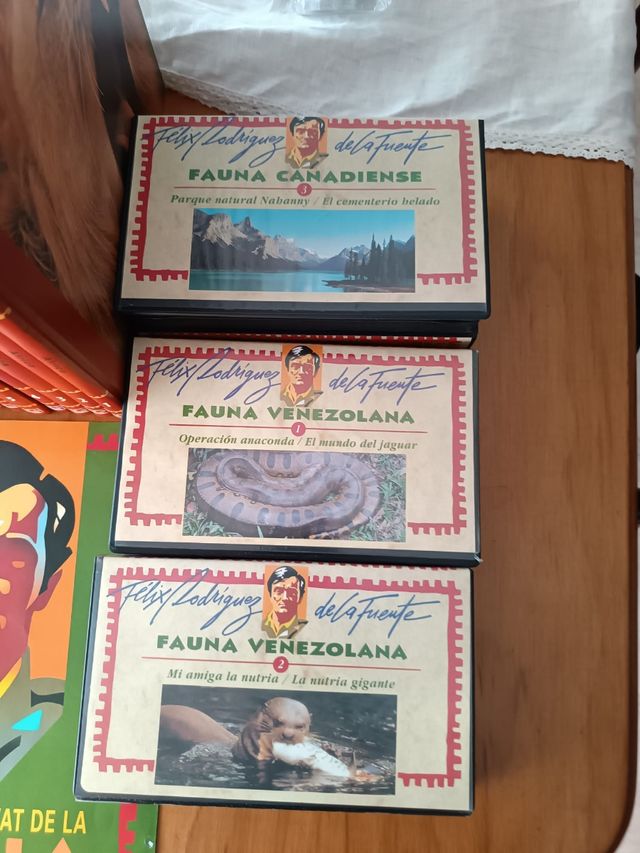 Félix Rodríguez de la Fuente
FAUNA CANADIENSE
3
Parque natural Nahanny / El cementerio helado
Félix Rodríguez de la Fuente
FAUNA VENEZOLANA
1
Operación anaconda / El mundo del jaguar
Félix Rodríguez de la Fuente
FAUNA VENEZOLANA
2
Mi amiga la nutria / La nutria gigante
AT DE LA